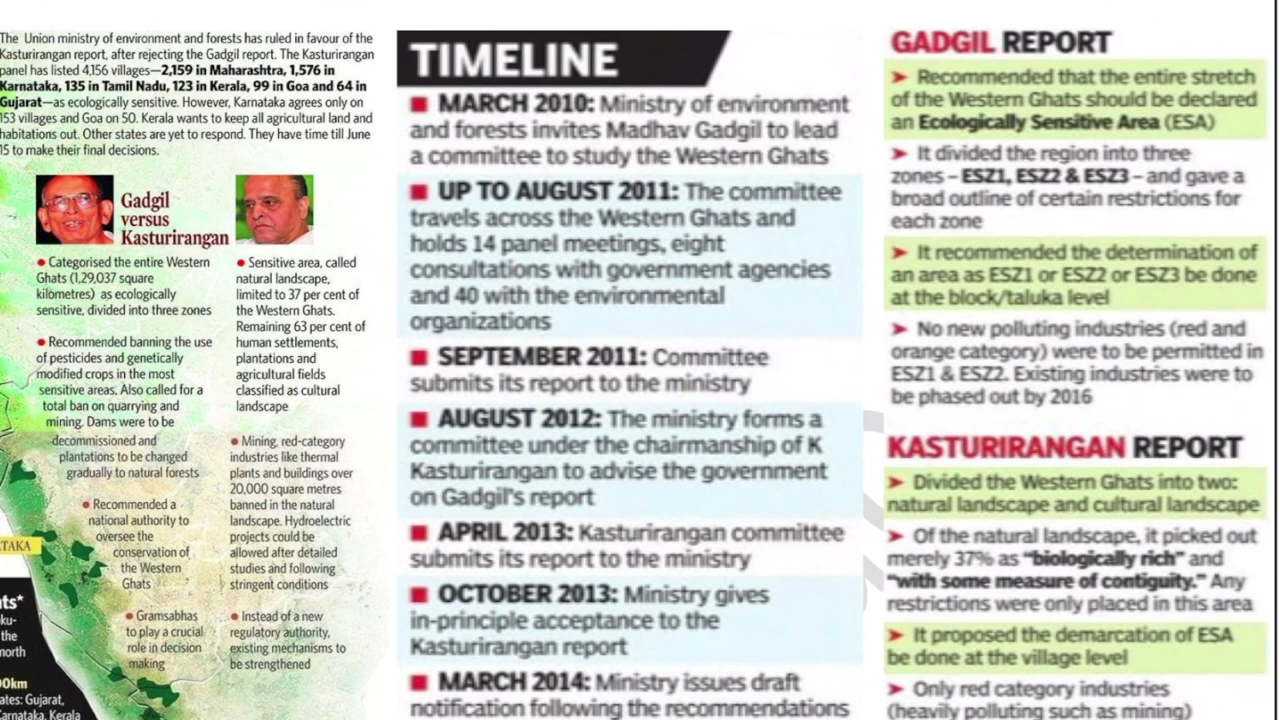 The Union ministry of environment and forests has ruled in favour of the
Kasturirangan report, after rejecting the Gadgil report. The Kasturirangan
panel has listed 4,156 villages—2,159 in Maharashtra, 1,576 in
Karnataka, 135 in Tamil Nadu, 123 in Kerala, 99 in Goa and 64 in
Gujarat—as ecologically sensitive. However, Karnataka agrees only on
153 villages and Goa on 50. Kerala wants to keep all agricultural land and
habitations out. Other states are yet to respond. They have time till June
15 to make their final decisions.
Gadgil
versus
Kasturirangan
• Categorised the entire Western
Ghats (1,29,037 square
kilometres) as ecologically
sensitive, divided into three zones
• Recommended banning the use
of pesticides and genetically
modified crops in the most
sensitive areas. Also called for a
total ban on quarrying and
mining. Dams were to be
decommissioned and
plantations to be changed
gradually to natural forests
• Recommended a
national authority to
oversee the
conservation of
the Western
Ghats
• Gramsabhas
to play a crucial
role in decision
making
• Sensitive area, called
natural landscape,
limited to 37 per cent of
the Western Ghats.
Remaining 63 per cent of
human settlements,
plantations and
agricultural fields
classified as cultural
landscape
• Mining, red-category
industries like thermal
plants and buildings over
20,000 square metres
banned in the natural
landscape. Hydroelectric
projects could be
allowed after detailed
studies and following
stringent conditions
• Instead of a new
regulatory authority,
existing mechanisms to
be strengthened
TAKA
nts*
ku-
the
north
00km
ates: Gujarat,
Karnataka, Kerala
TIMELINE
■ MARCH 2010: Ministry of environment
and forests invites Madhav Gadgil to lead
a committee to study the Western Ghats
■ UP TO AUGUST 2011: The committee
travels across the Western Ghats and
holds 14 panel meetings, eight
consultations with government agencies
and 40 with the environmental
organizations
■ SEPTEMBER 2011: Committee
submits its report to the ministry
■ AUGUST 2012: The ministry forms a
committee under the chairmanship of K
Kasturirangan to advise the government
on Gadgil's report
■ APRIL 2013: Kasturirangan committee
submits its report to the ministry
■ OCTOBER 2013: Ministry gives
in-principle acceptance to the
Kasturirangan report
■ MARCH 2014: Ministry issues draft
notification following the recommendations
GADGIL REPORT
➤ Recommended that the entire stretch
of the Western Ghats should be declared
an Ecologically Sensitive Area (ESA)
➤ It divided the region into three
zones – ESZ1, ESZ2 & ESZ3 – and gave a
broad outline of certain restrictions for
each zone
➤ It recommended the determination of
an area as ESZ1 or ESZ2 or ESZ3 be done
at the block/taluka level
➤ No new polluting industries (red and
orange category) were to be permitted in
ESZ1 & ESZ2. Existing industries were to
be phased out by 2016
KASTURIRANGAN REPORT
➤ Divided the Western Ghats into two:
natural landscape and cultural landscape
➤ Of the natural landscape, it picked out
merely 37% as "biologically rich" and
"with some measure of contiguity." Any
restrictions were only placed in this area
➤ It proposed the demarcation of ESA
be done at the village level
➤ Only red category industries
(heavily polluting such as mining)